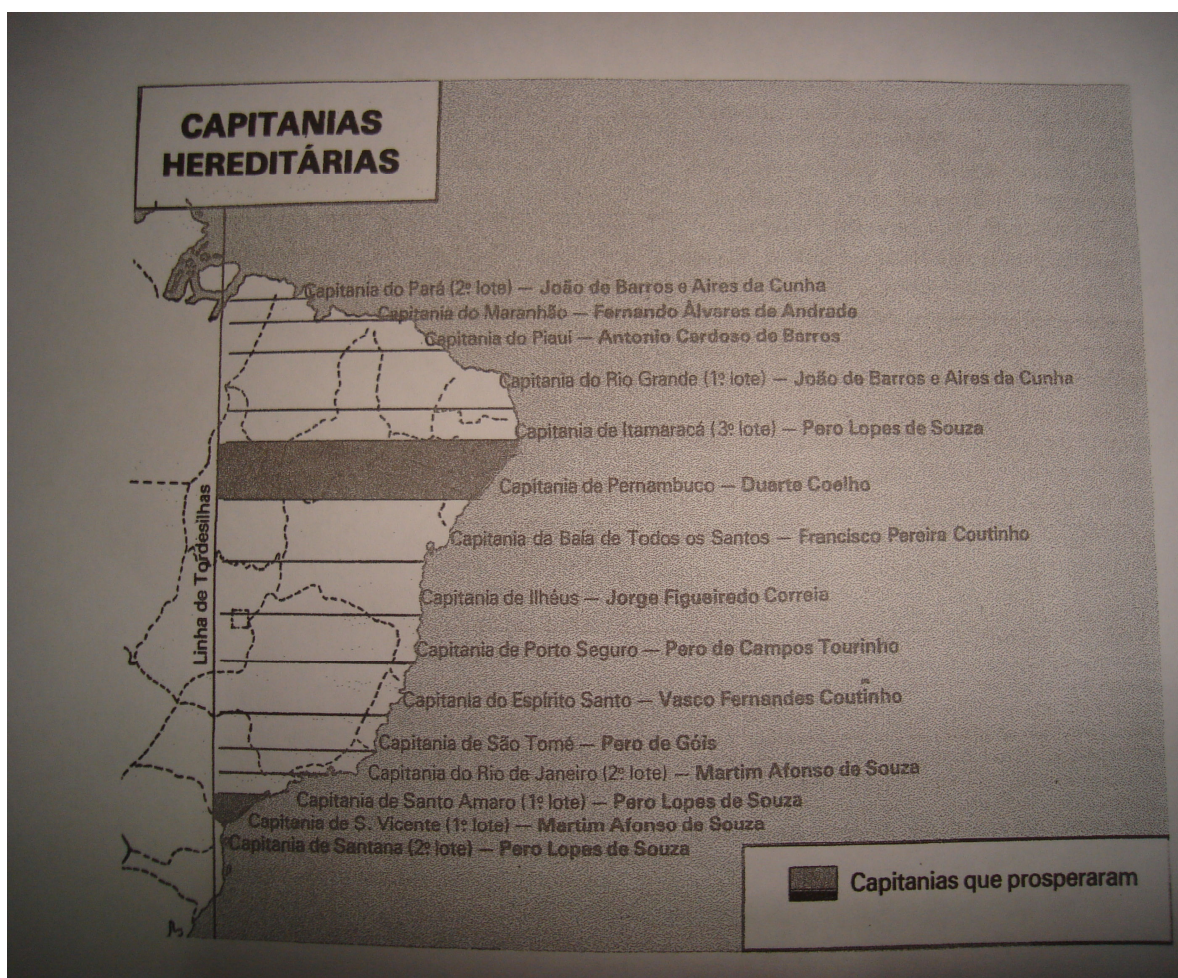 CAPITANIAS
HEREDITÁRIAS
Capitania do Pará (2º lote) — João de Barros e Aires da Cunha
Capitania do Maranhão — Fernando Álvares de Andrade
Capitania do Piauí — Antonio Cardoso de Barros
Capitania do Rio Grande (1º lote) — João de Barros e Aires da Cunha
Capitania de Itamaracá (3º lote) — Pero Lopes de Souza
Capitania de Pernambuco — Duarte Coelho
Capitania da Baía de Todos os Santos — Francisco Pereira Coutinho
Capitania de Ilhéus — Jorge Figueiredo Correia
Capitania de Porto Seguro — Pero de Campos Tourinho
Capitania do Espírito Santo — Vasco Fernandes Coutinho
Capitania de São Tomé — Pero de Góis
Capitania do Rio de Janeiro (2º lote) — Martim Afonso de Souza
Capitania de Santo Amaro (1º lote) — Pero Lopes de Souza
Capitania de S. Vicente (1º lote) — Martim Afonso de Souza
Capitania de Santana (2º lote) — Pero Lopes de Souza
Linha de Tordesilhas
Capitanias que prosperaram